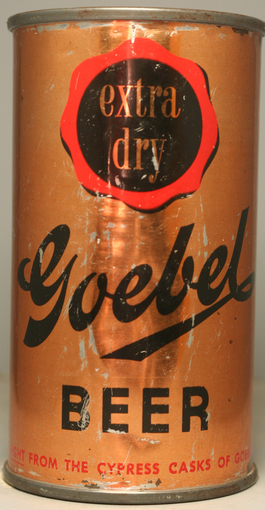 extra
dry
Goebel
BEER
FROM THE CYPRESS CASKS OF